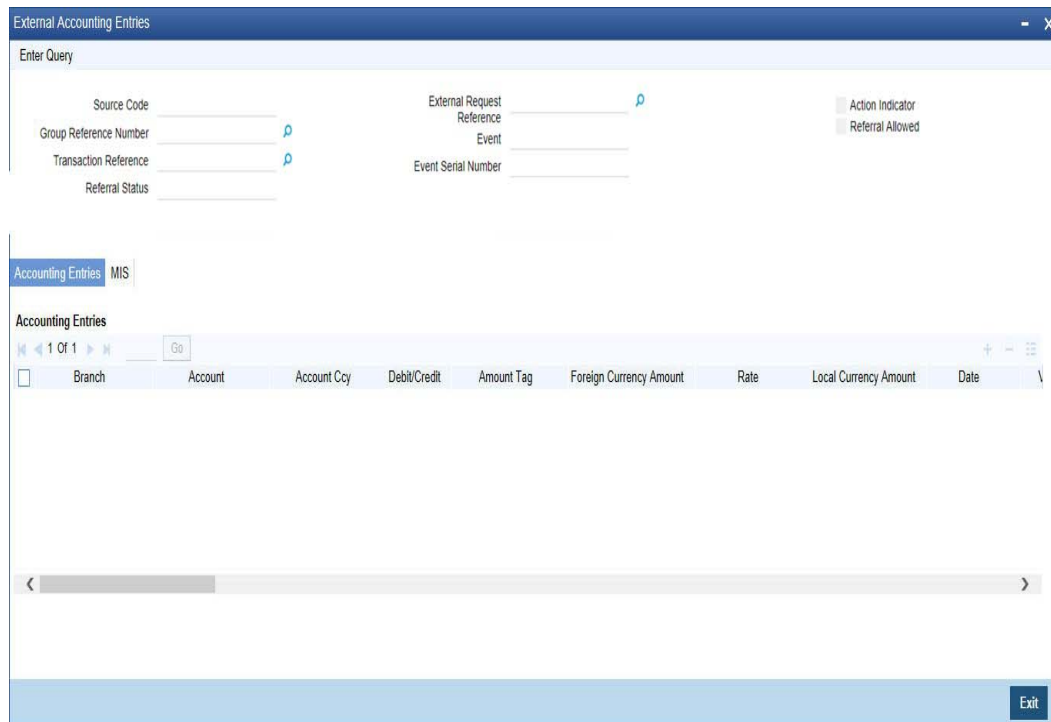 External Accounting Entries
Enter Query
Source Code
Group Reference Number
Transaction Reference
Referral Status
External Request
Reference
Event
Event Serial Number
Action Indicator
Referral Allowed
Accounting Entries MIS
Accounting Entries
1 Of 1 Go
Branch Account Account Ccy Debit/Credit Amount Tag Foreign Currency Amount Rate Local Currency Amount Date
Exit